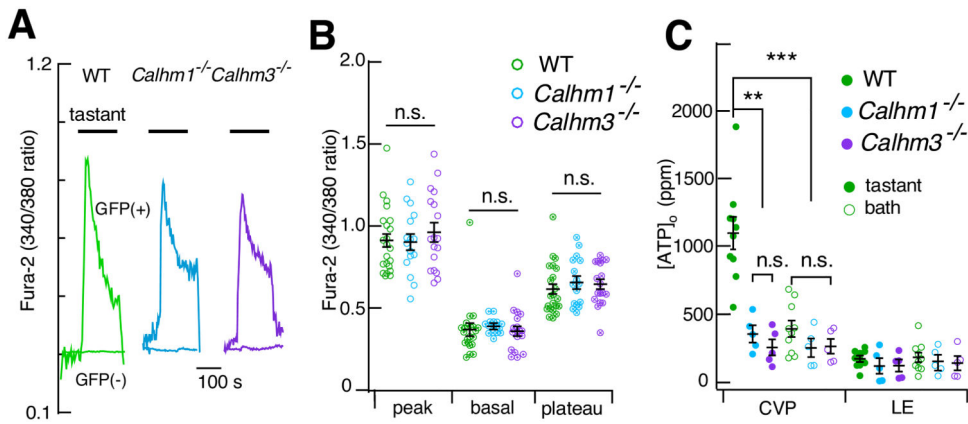 A
1.2
WT
Calhm1-/-
Calhm3-/-
tastant
GFP(+)
Fura-2 (340/380 ratio)
GFP(-)
100 s
0.1
B
2.0
WT
Calhm1-/-
Calhm3-/-
n.s.
1.5
n.s.
n.s.
1.0
Fura-2 (340/380 ratio)
0.5
0
peak
basal
plateau
C
***
WT
**
Calhm1-/-
2000
Calhm3-/-
tastant
bath
1500
[ATP]o (ppm)
1000
n.s.
n.s.
500
0
CVP
LE